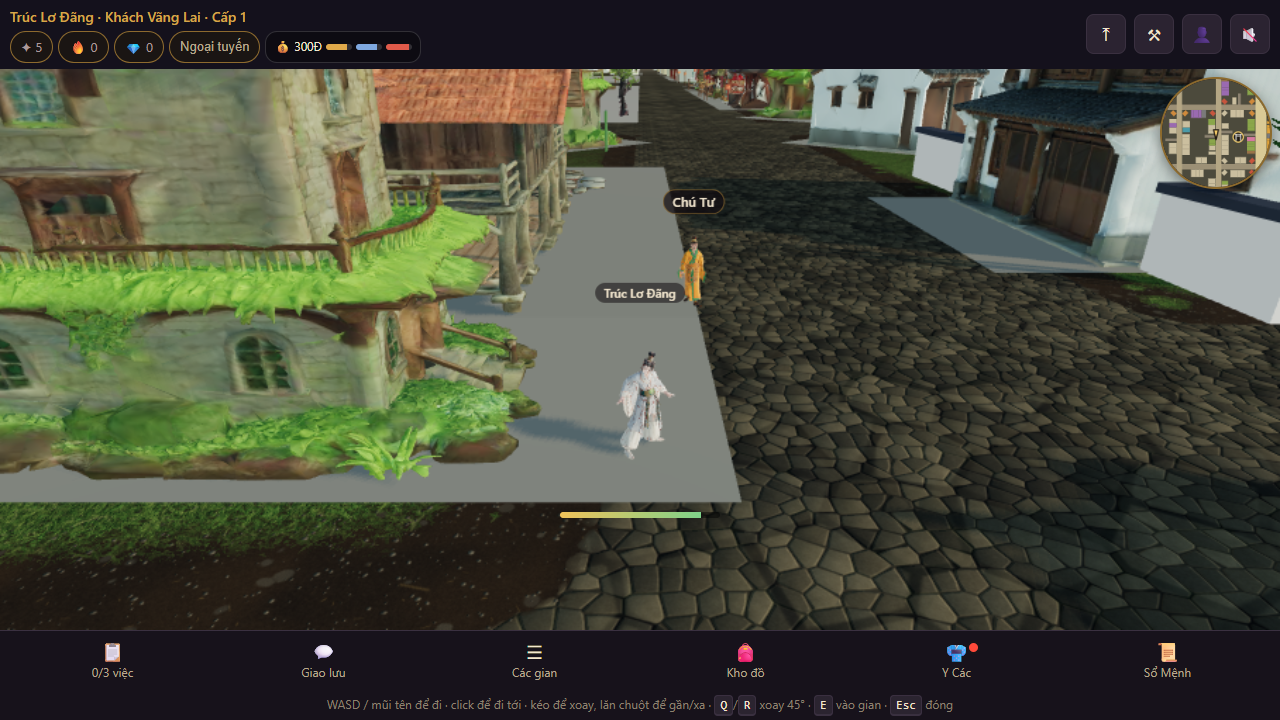 Trúc Lơ Đãng · Khách Vãng Lai · Cấp 1
5
0
0
Ngoại tuyến
300Đ
Chú Tư
Trúc Lơ Đãng
0/3 việc
Giao lưu
Các gian
Kho đồ
Y Các
Sổ Mệnh
WASD / mũi tên để đi · click để đi tới · kéo để xoay, lăn chuột để gần/xa · Q / R xoay 45° · E vào gian · Esc đóng